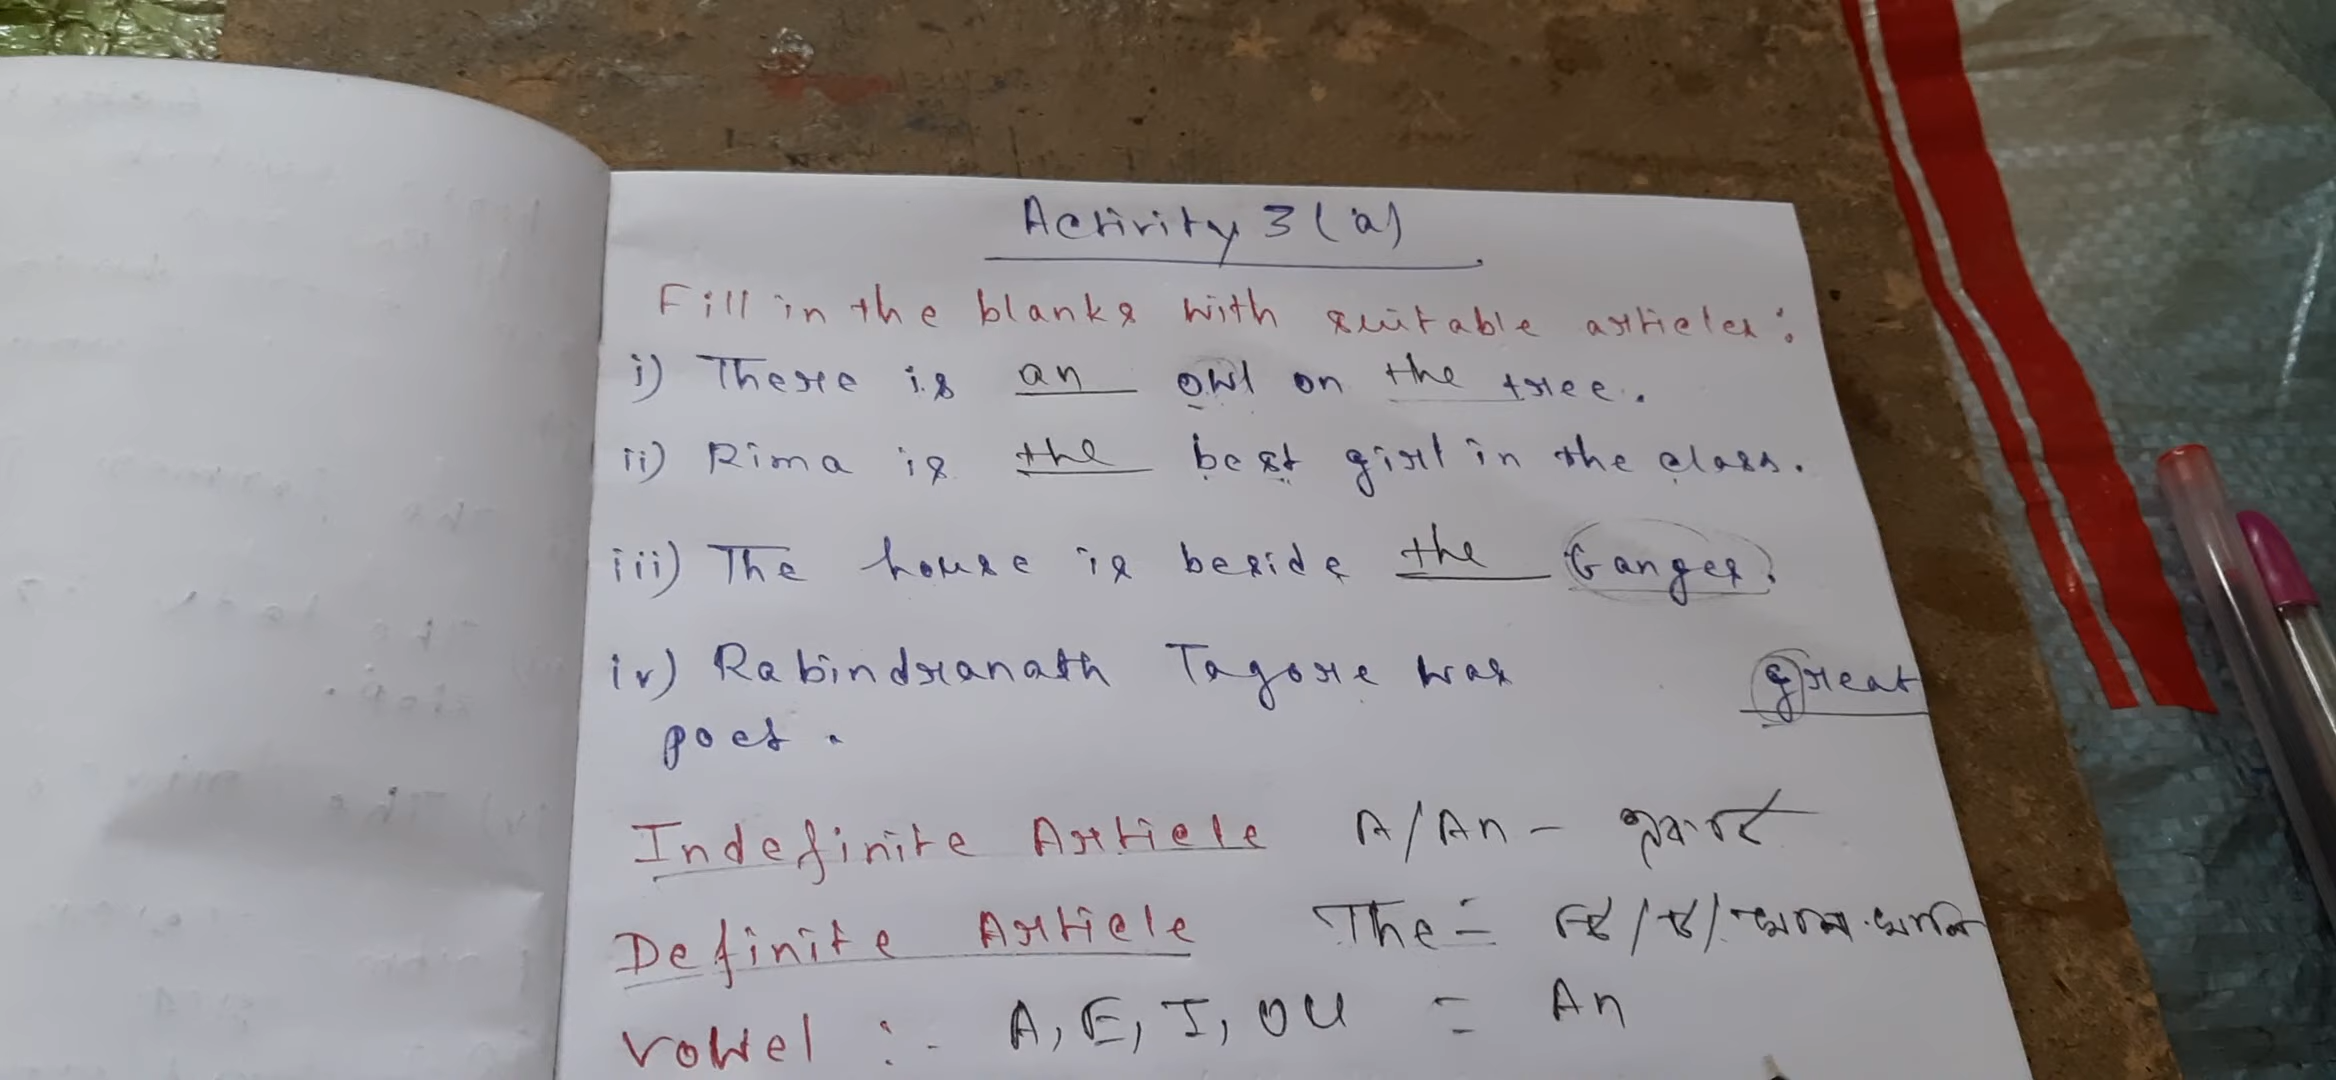 Activity 3 (a)
Fill in the blanks with suitable articles:
i) There is an owl on the tree.
ii) Rima is the best girl in the class.
iii) The house is beside the Ganges.
iv) Rabindranath Tagore was great
poet.
Indefinite Article A/An -
Definite Article The =
Vowel :- A, E, I, O U = An